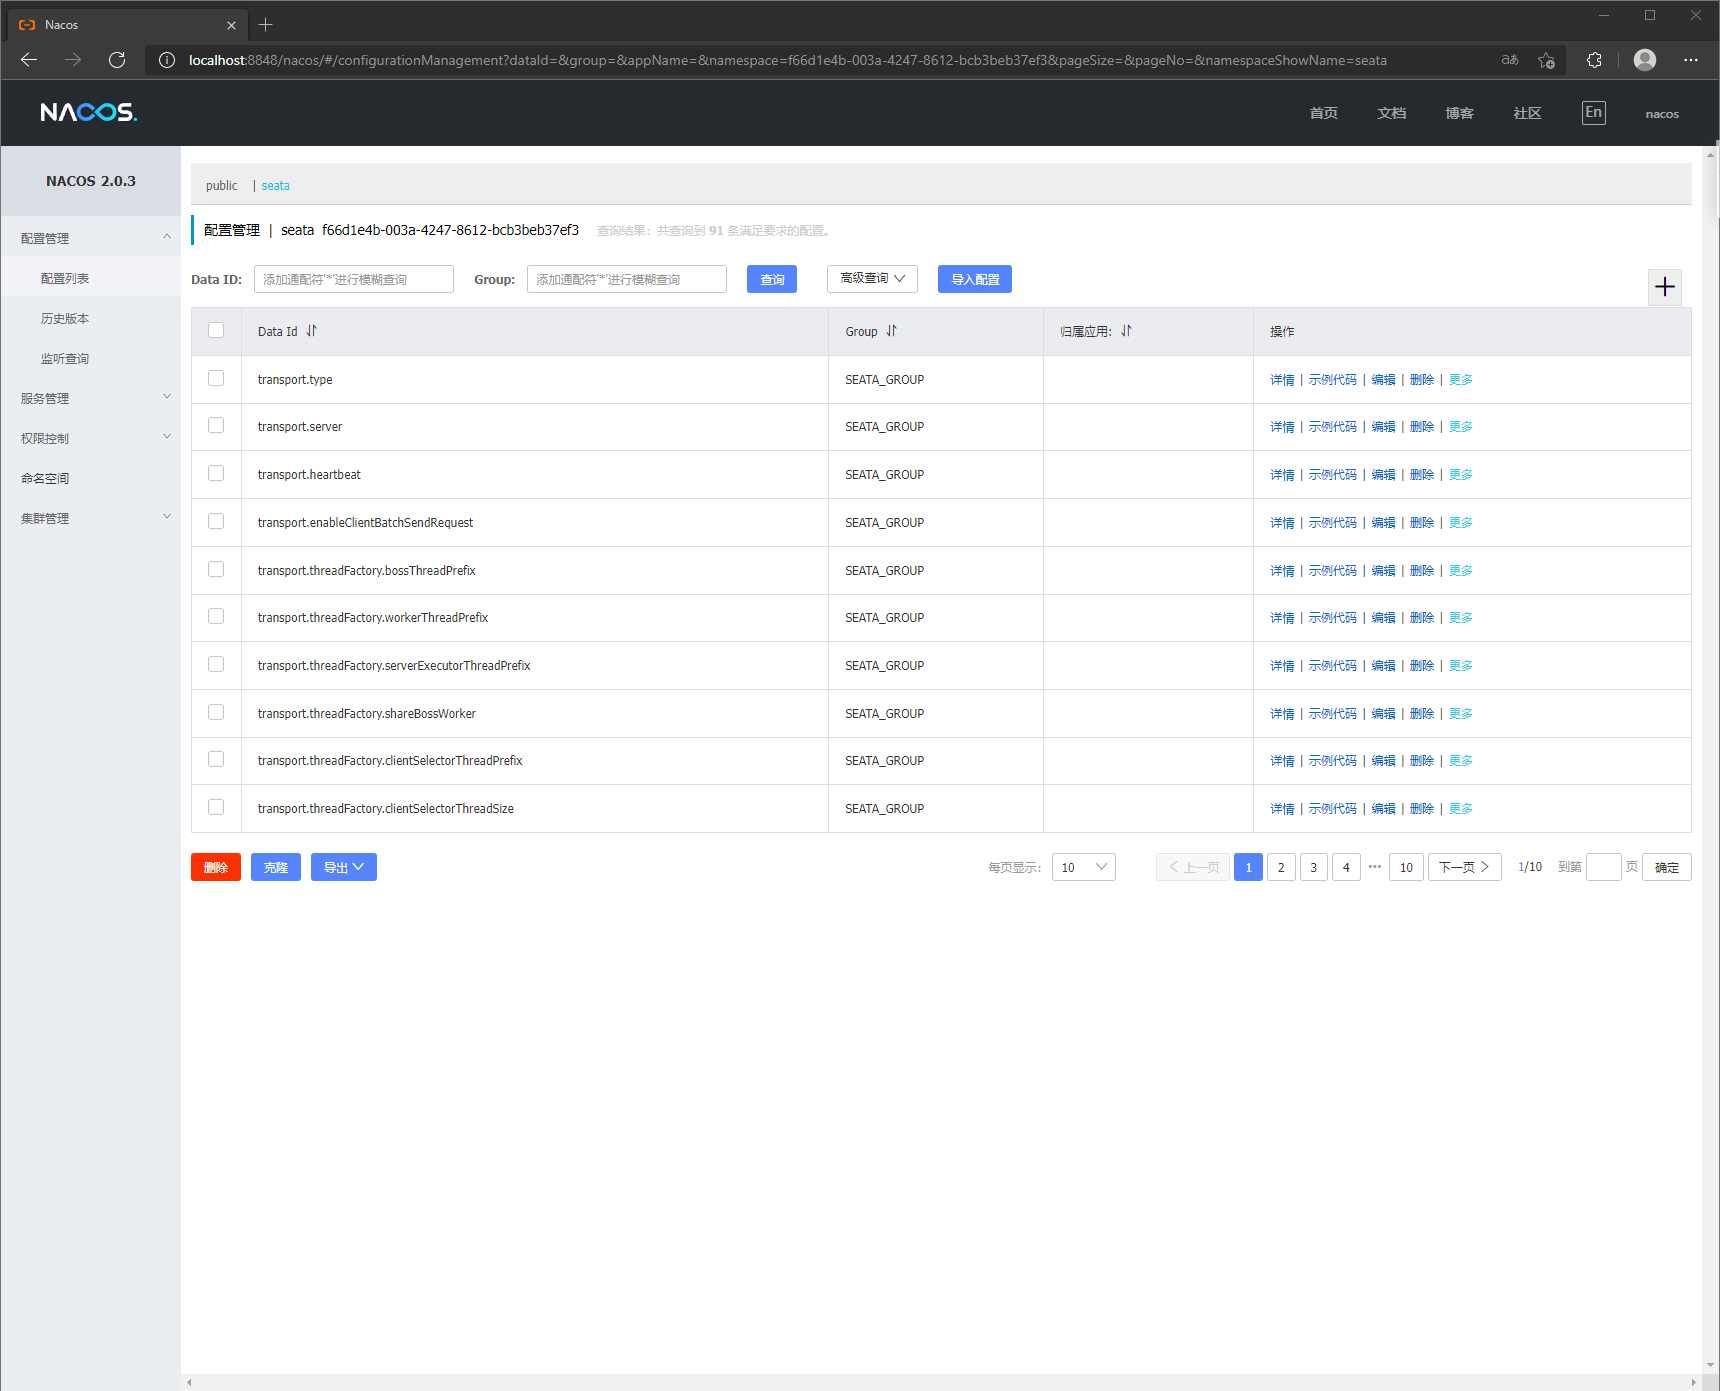 Nacos
localhost:8848/nacos/#/configurationManagement?dataId=&group=&appName=&namespace=f66d1e4b-003a-4247-8612-bcb3beb37ef3&pageSize=&pageNo=&namespaceShowName=seata
NACOS.
首页 文档 博客 社区 En nacos
NACOS 2.0.3
配置管理
配置列表
历史版本
监听查询
服务管理
权限控制
命名空间
集群管理
public | seata
配置管理 | seata f66d1e4b-003a-4247-8612-bcb3beb37ef3 查询结果：共查询到 91 条满足要求的配置。
Data ID: 添加通配符'*'进行模糊查询 Group: 添加通配符'*'进行模糊查询 查询 高级查询 导入配置
Data Id Group 归属应用: 操作
transport.type SEATA_GROUP 详情 | 示例代码 | 编辑 | 删除 | 更多
transport.server SEATA_GROUP 详情 | 示例代码 | 编辑 | 删除 | 更多
transport.heartbeat SEATA_GROUP 详情 | 示例代码 | 编辑 | 删除 | 更多
transport.enableClientBatchSendRequest SEATA_GROUP 详情 | 示例代码 | 编辑 | 删除 | 更多
transport.threadFactory.bossThreadPrefix SEATA_GROUP 详情 | 示例代码 | 编辑 | 删除 | 更多
transport.threadFactory.workerThreadPrefix SEATA_GROUP 详情 | 示例代码 | 编辑 | 删除 | 更多
transport.threadFactory.serverExecutorThreadPrefix SEATA_GROUP 详情 | 示例代码 | 编辑 | 删除 | 更多
transport.threadFactory.shareBossWorker SEATA_GROUP 详情 | 示例代码 | 编辑 | 删除 | 更多
transport.threadFactory.clientSelectorThreadPrefix SEATA_GROUP 详情 | 示例代码 | 编辑 | 删除 | 更多
transport.threadFactory.clientSelectorThreadSize SEATA_GROUP 详情 | 示例代码 | 编辑 | 删除 | 更多
删除 克隆 导出 每页显示: 10 上一页 1 2 3 4 ··· 10 下一页 1/10 到第 页 确定